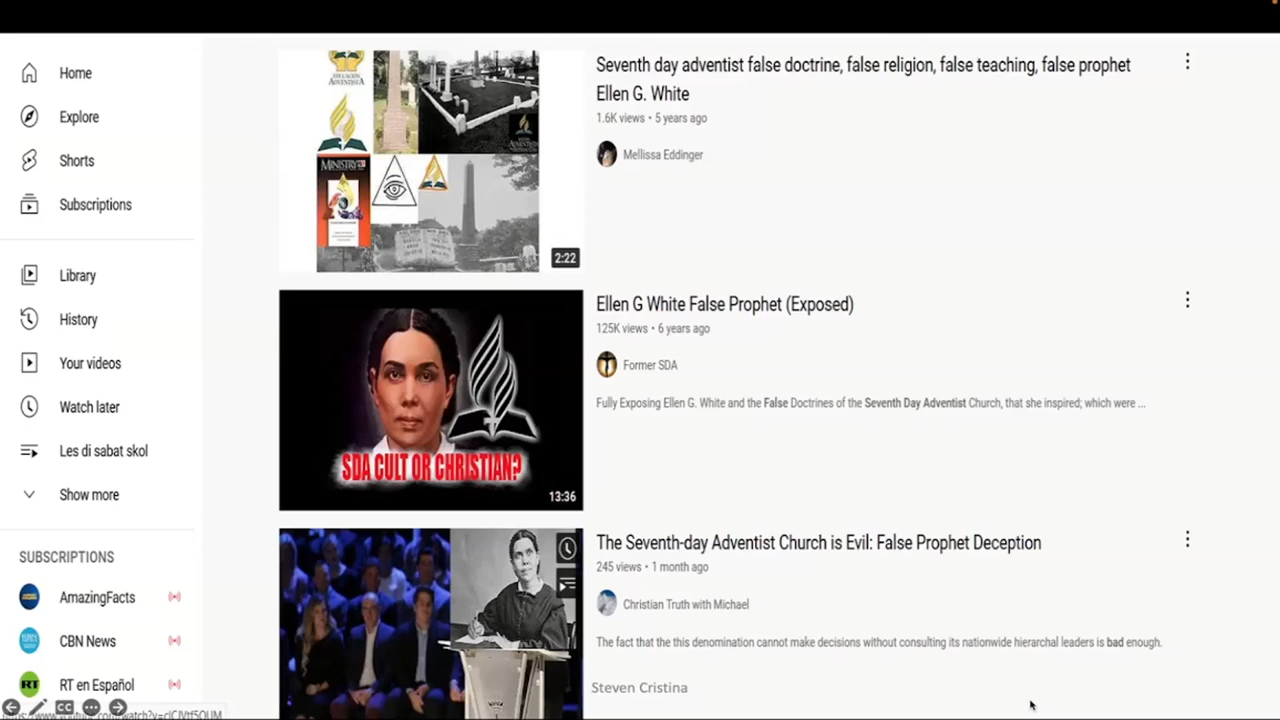 Home
Explore
Shorts
Subscriptions
Library
History
Your videos
Watch later
Les di sabat skol
Show more
SUBSCRIPTIONS
AmazingFacts
CBN News
RT en Español
RT
MINISTRY
2:22
Seventh day adventist false doctrine, false religion, false teaching, false prophet
Ellen G. White
1.6K views • 5 years ago
Mellissa Eddinger
SDA CULT OR CHRISTIAN?
13:36
Ellen G White False Prophet (Exposed)
125K views • 6 years ago
Former SDA
Fully Exposing Ellen G. White and the False Doctrines of the Seventh Day Adventist Church, that she inspired; which were ...
The Seventh-day Adventist Church is Evil: False Prophet Deception
245 views • 1 month ago
Christian Truth with Michael
The fact that the this denomination cannot make decisions without consulting its nationwide hierarchal leaders is bad enough.
Steven Cristina